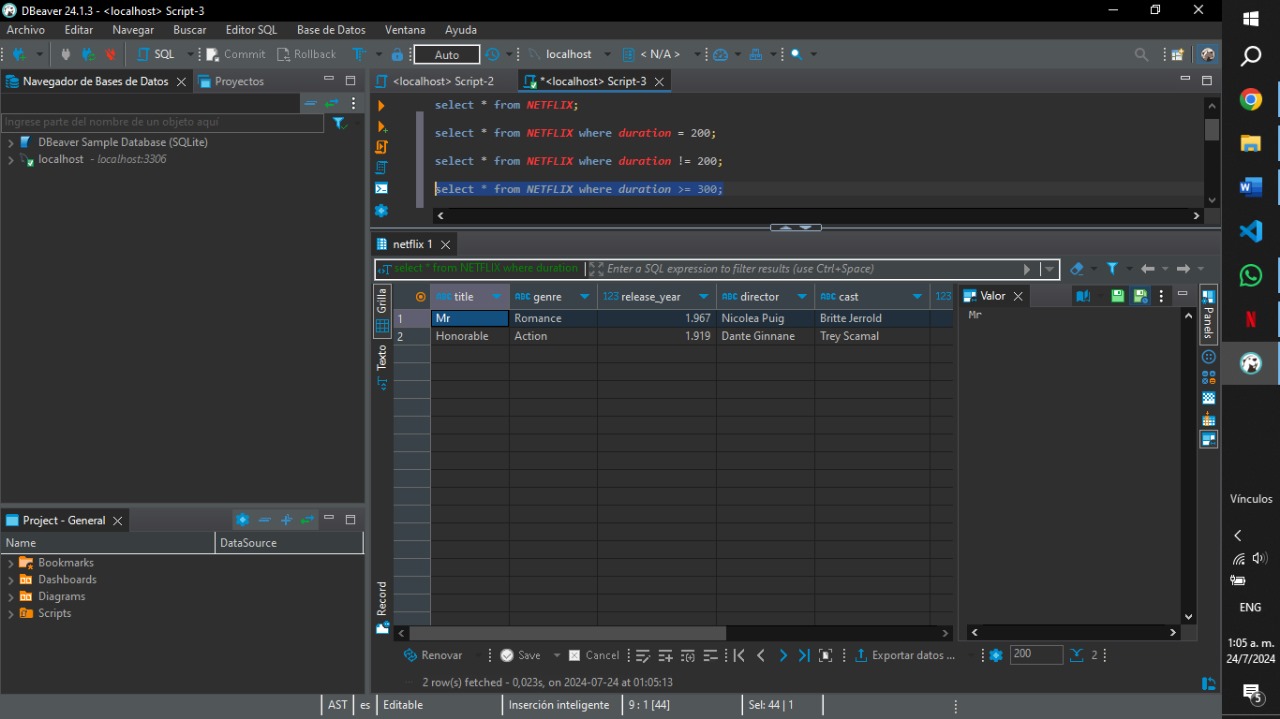 DBeaver 24.1.3 - <localhost> Script-3
Archivo Editar Navegar Buscar Editor SQL Base de Datos Ventana Ayuda
SQL Commit Rollback T Auto localhost < N/A >
Navegador de Bases de Datos Proyectos
Ingrese parte del nombre de un objeto aquí
DBeaver Sample Database (SQLite)
localhost - localhost:3306
<localhost> Script-2 *<localhost> Script-3
select * from NETFLIX;
select * from NETFLIX where duration = 200;
select * from NETFLIX where duration != 200;
select * from NETFLIX where duration >= 300;
netflix 1
select * from NETFLIX where duration Enter a SQL expression to filter results (use Ctrl+Space)
Grilla
Texto
Record
ABC title ABC genre 123 release_year ABC director ABC cast 123
1 Mr Romance 1.967 Nicolea Puig Britte Jerrold
2 Honorable Action 1.919 Dante Ginnane Trey Scamal
Valor
Mr
Panels
Renovar Save Cancel Exportar datos ... 200 2
2 row(s) fetched - 0,023s, on 2024-07-24 at 01:05:13
Project - General
Name DataSource
Bookmarks
Dashboards
Diagrams
Scripts
AST es Editable Inserción inteligente 9 : 1 [44] Sel: 44 | 1
Vínculos
ENG
1:05 a. m.
24/7/2024
5